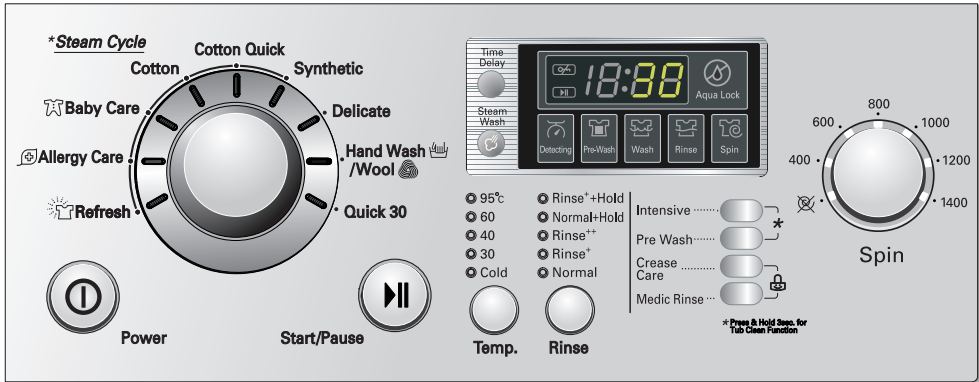 *Steam Cycle
Cotton Quick
Cotton
Synthetic
Baby Care
Delicate
Allergy Care
Hand Wash
/Wool
Refresh
Quick 30
Power
Start/Pause
Time
Delay
Steam
Wash
18:30
Aqua Lock
Detecting
Pre-Wash
Wash
Rinse
Spin
95°c
60
40
30
Cold
Temp.
Rinse⁺+Hold
Normal+Hold
Rinse⁺⁺
Rinse⁺
Normal
Rinse
Intensive
Pre Wash
*
Crease
Care
Medic Rinse
* Press & Hold 3sec. for
Tub Clean Function
400
600
800
1000
1200
1400
Spin